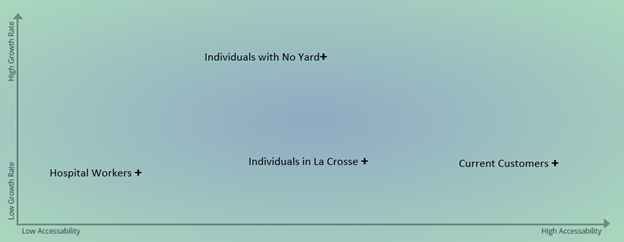 High Growth Rate
Individuals with No Yard+
Individuals in La Crosse +
Current Customers +
Hospital Workers +
Low Growth Rate
Low Accessability
High Accessability